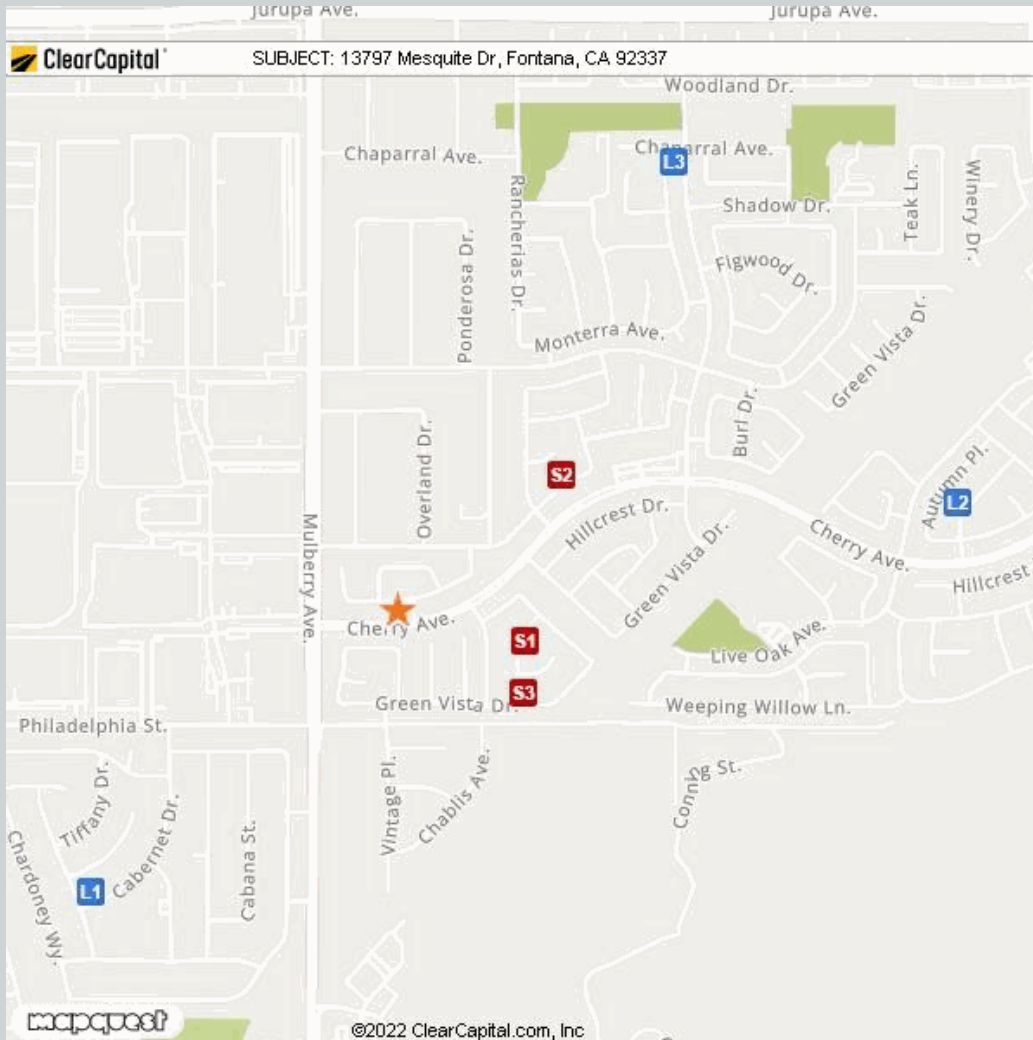 Jurupa Ave. Jurupa Ave.
ClearCapital SUBJECT: 13797 Mesquite Dr, Fontana, CA 92337
Woodland Dr.
Chaparral Ave. Chaparral Ave.
L3
Rancherias Dr.
Shadow Dr.
Teak Ln.
Winery Dr.
Ponderosa Dr.
Figwood Dr.
Monterra Ave.
Green Vista Dr.
Burl Dr.
Overland Dr.
S2
Autumn Pl.
L2
Mulberry Ave.
Hillcrest Dr.
Green Vista Dr.
Cherry Ave.
Hillcrest
Cherry Ave.
S1
Live Oak Ave.
S3
Green Vista Dr.
Weeping Willow Ln.
Philadelphia St.
Tiffany Dr.
Cabernet Dr.
Cabana St.
Vintage Pl.
Chablis Ave.
Conning St.
Chardoney Wy.
L1
mapquest
©2022 ClearCapital.com, Inc